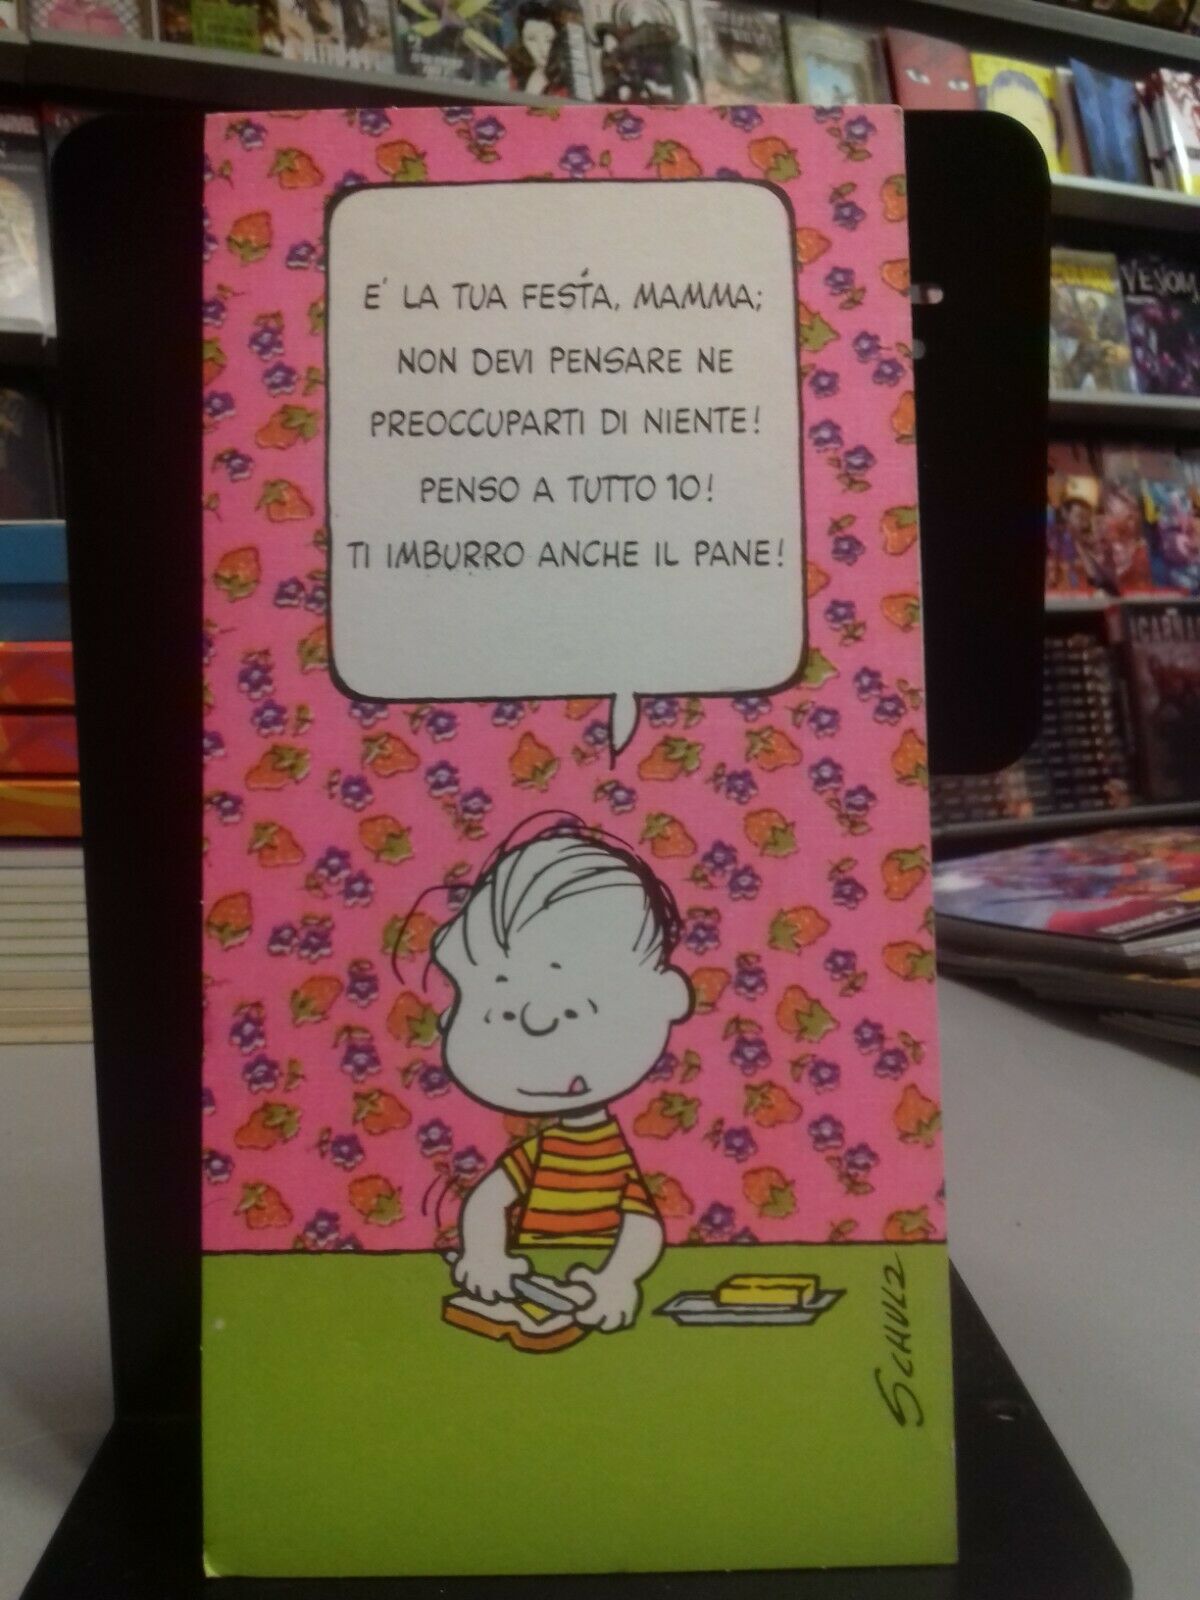 E' LA TUA FESTA, MAMMA;
NON DEVI PENSARE NE
PREOCCUPARTI DI NIENTE!
PENSO A TUTTO IO!
TI IMBURRO ANCHE IL PANE!
SCHULZ
VENOM